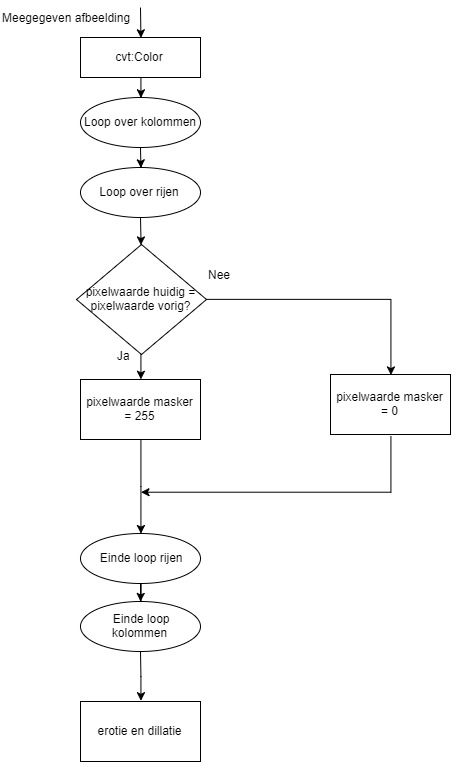 Meegegeven afbeelding
cvt:Color
Loop over kolommen
Loop over rijen
Nee
pixelwaarde huidig =
pixelwaarde vorig?
Ja
pixelwaarde masker
= 255
pixelwaarde masker
= 0
Einde loop rijen
Einde loop
kolommen
erotie en dillatie